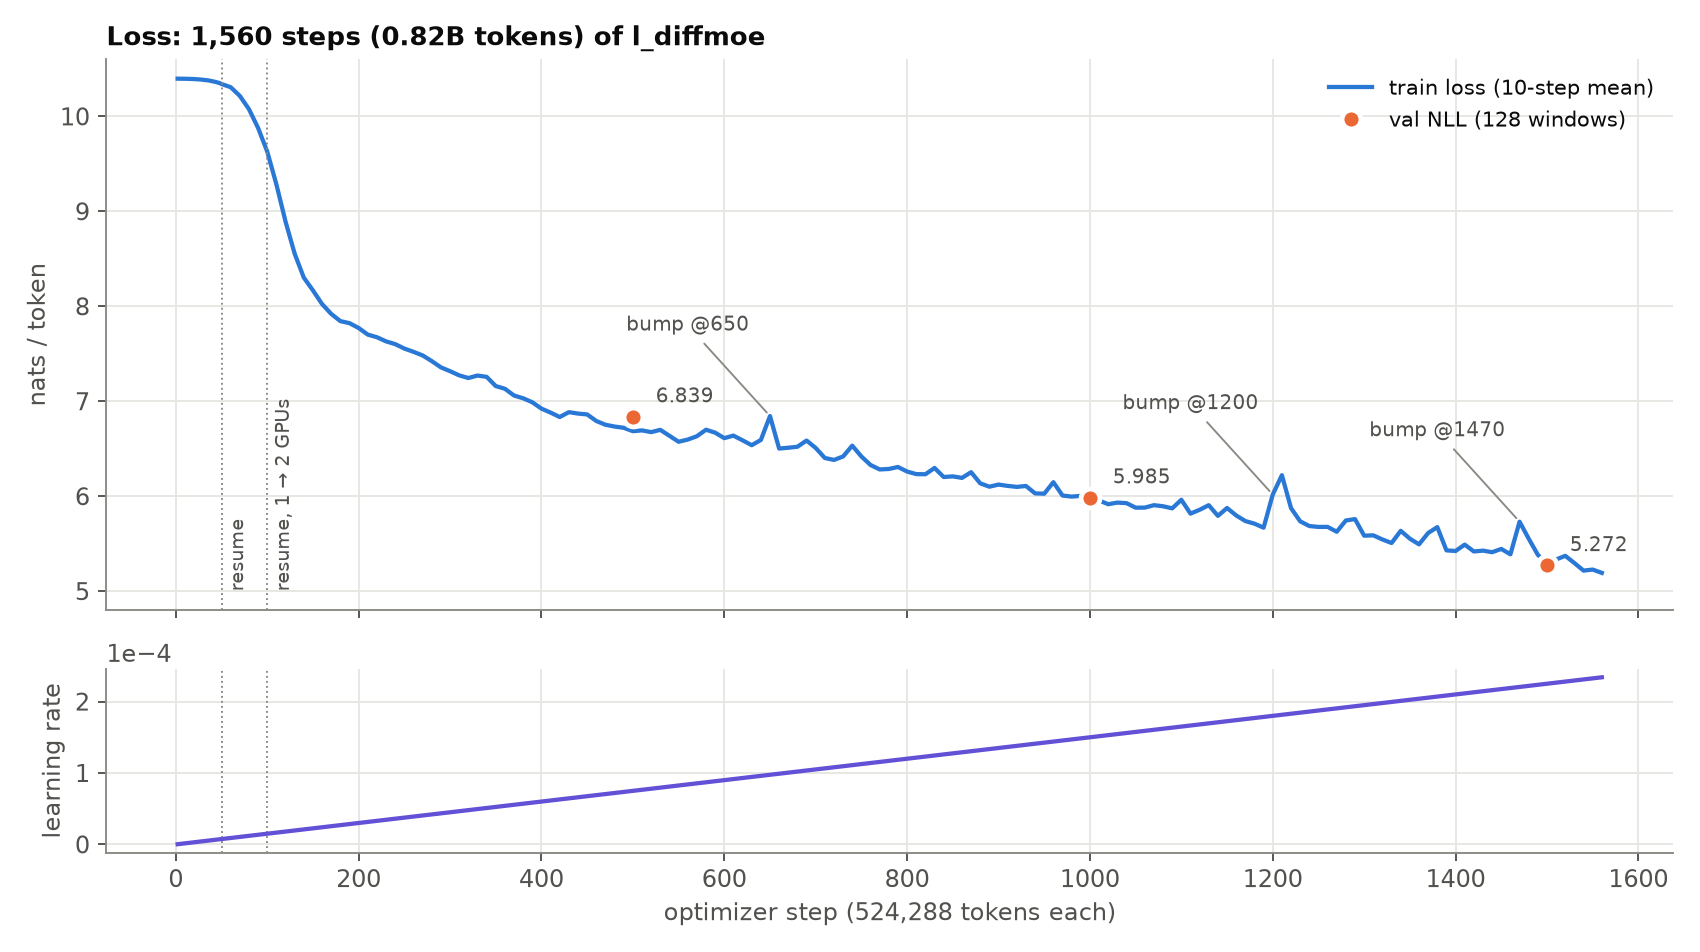 Loss: 1,560 steps (0.82B tokens) of l_diffmoe
train loss (10-step mean)
val NLL (128 windows)
nats / token
10
9
8
7
6
5
resume
resume, 1 → 2 GPUs
6.839
bump @650
5.985
bump @1200
bump @1470
5.272
1e−4
learning rate
2
1
0
0 200 400 600 800 1000 1200 1400 1600
optimizer step (524,288 tokens each)